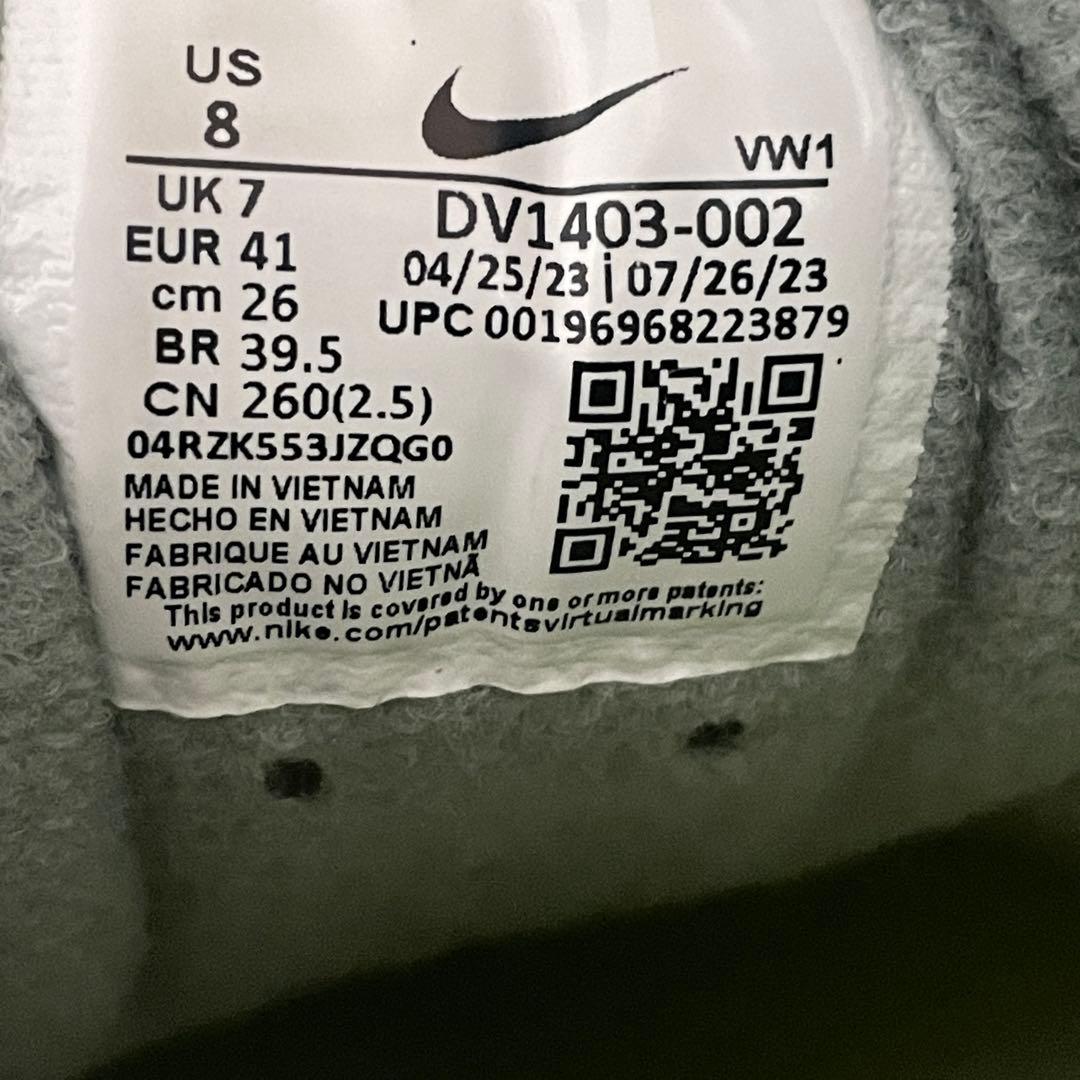 US
8
VW1
UK 7
EUR 41
cm 26
BR 39.5
CN 260(2.5)
DV1403-002
04/25/23 | 07/26/23
UPC 00196968223879
04RZK553JZQG0
MADE IN VIETNAM
HECHO EN VIETNAM
FABRIQUE AU VIETNAM
FABRICADO NO VIETNÃ
This product is covered by one or more patents:
www.nike.com/patentsvirtualmarking